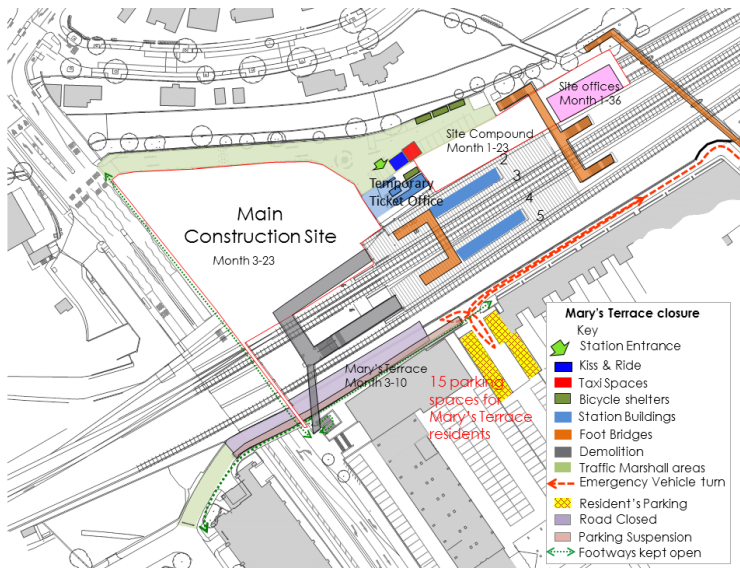 Site offices
Month 1-36
Site Compound
Month 1-23
2
3
4
5
Temporary
Ticket Office
Main
Construction Site
Month 3-23
Mary's Terrace
Month 3-10
15 parking
spaces for
Mary's Terrace
residents
Mary's Terrace closure
Key
Station Entrance
Kiss & Ride
Taxi Spaces
Bicycle shelters
Station Buildings
Foot Bridges
Demolition
Traffic Marshall areas
Emergency Vehicle turn
Resident's Parking
Road Closed
Parking Suspension
Footways kept open